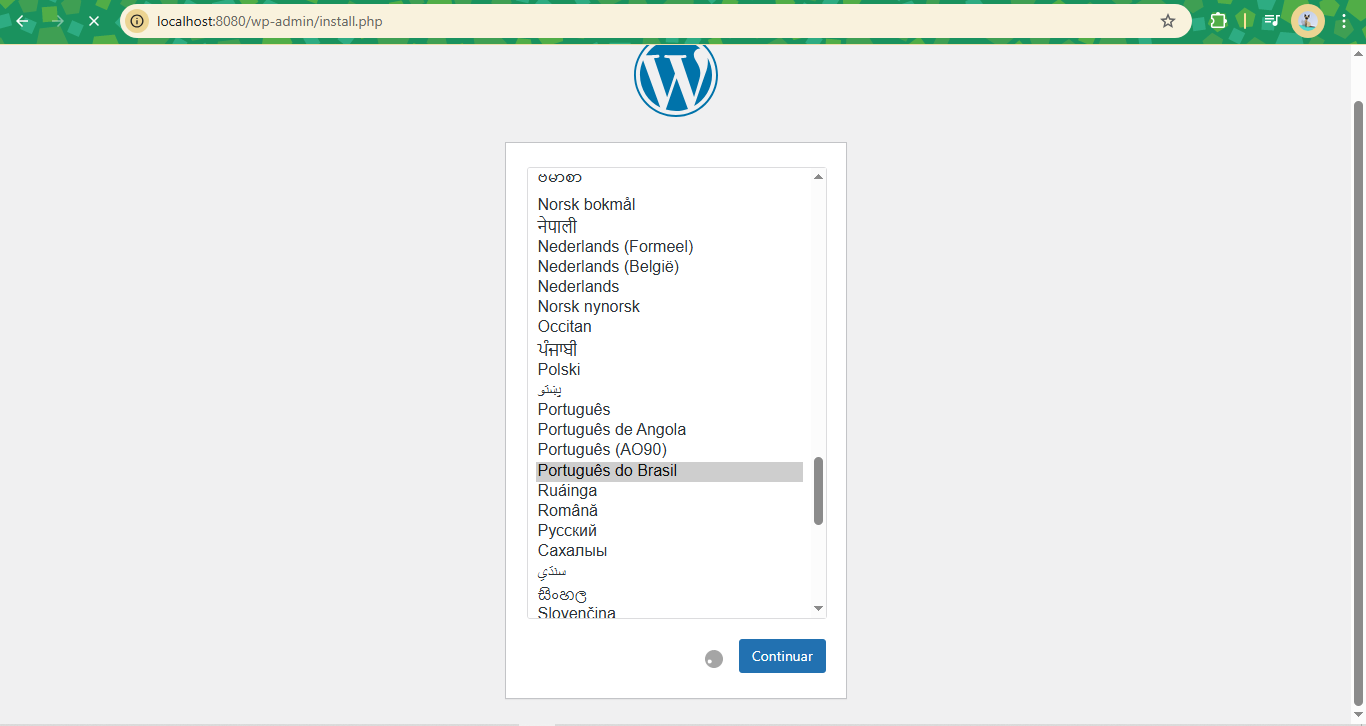 localhost:8080/wp-admin/install.php
ဗမာစာ
Norsk bokmål
नेपाली
Nederlands (Formeel)
Nederlands (België)
Nederlands
Norsk nynorsk
Occitan
ਪੰਜਾਬੀ
Polski
پښتو
Português
Português de Angola
Português (AO90)
Português do Brasil
Ruáinga
Română
Русский
Сахалыы
سنڌي
සිංහල
Slovenčina
Continuar